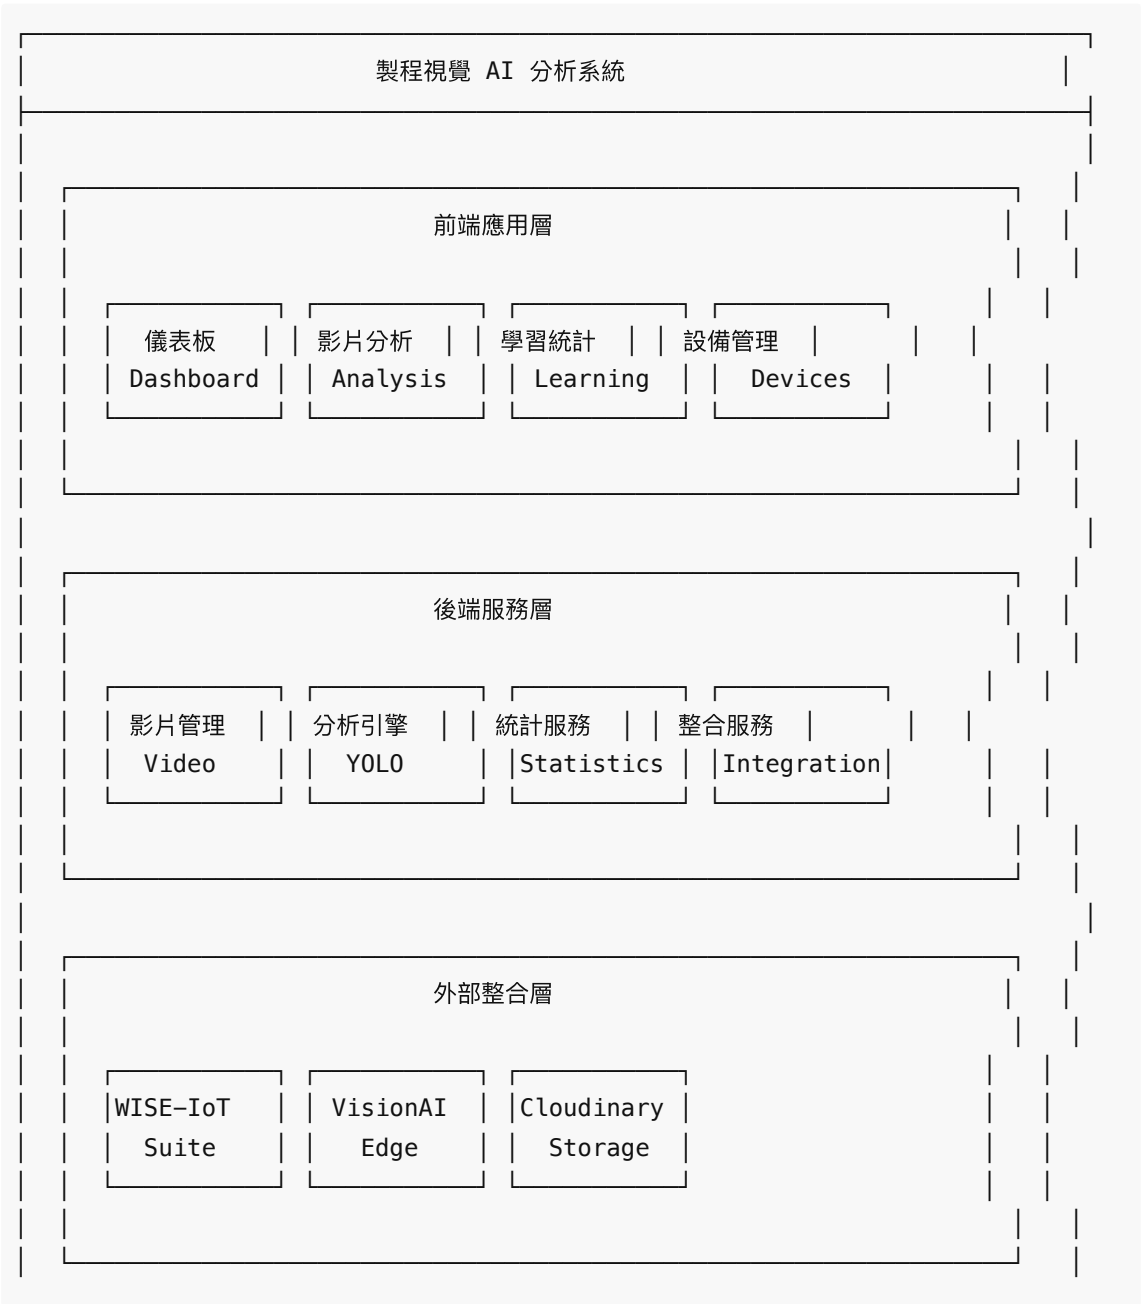 製程視覺 AI 分析系統
前端應用層
儀表板 影片分析 學習統計 設備管理
Dashboard Analysis Learning Devices
後端服務層
影片管理 分析引擎 統計服務 整合服務
Video YOLO Statistics Integration
外部整合層
WISE-IoT VisionAI Cloudinary
Suite Edge Storage